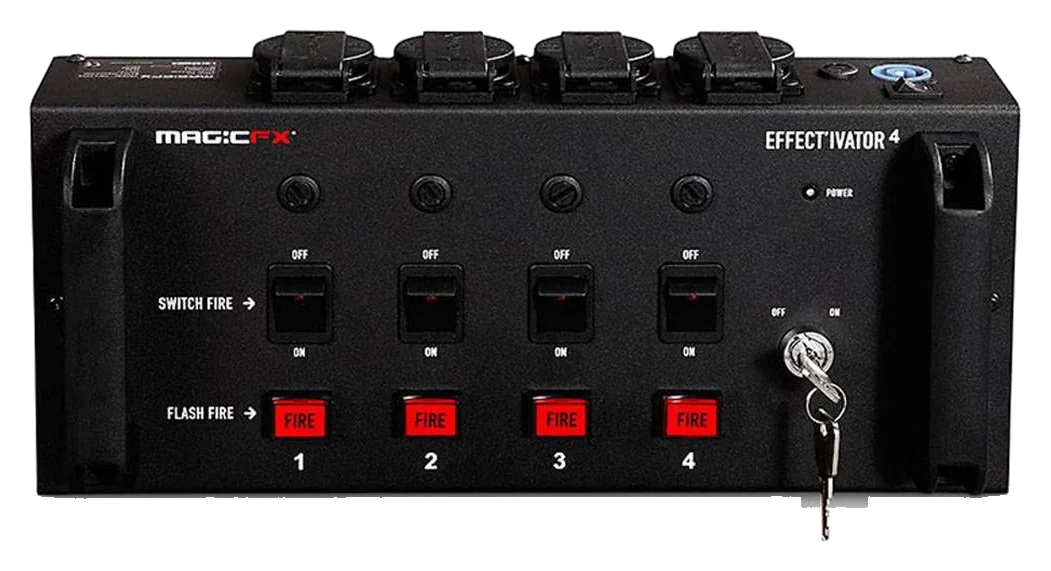 MAGICFX
EFFECT'IVATOR 4
POWER
OFF OFF OFF OFF
SWITCH FIRE →
OFF ON
ON ON ON ON
FLASH FIRE →
FIRE FIRE FIRE FIRE
1 2 3 4